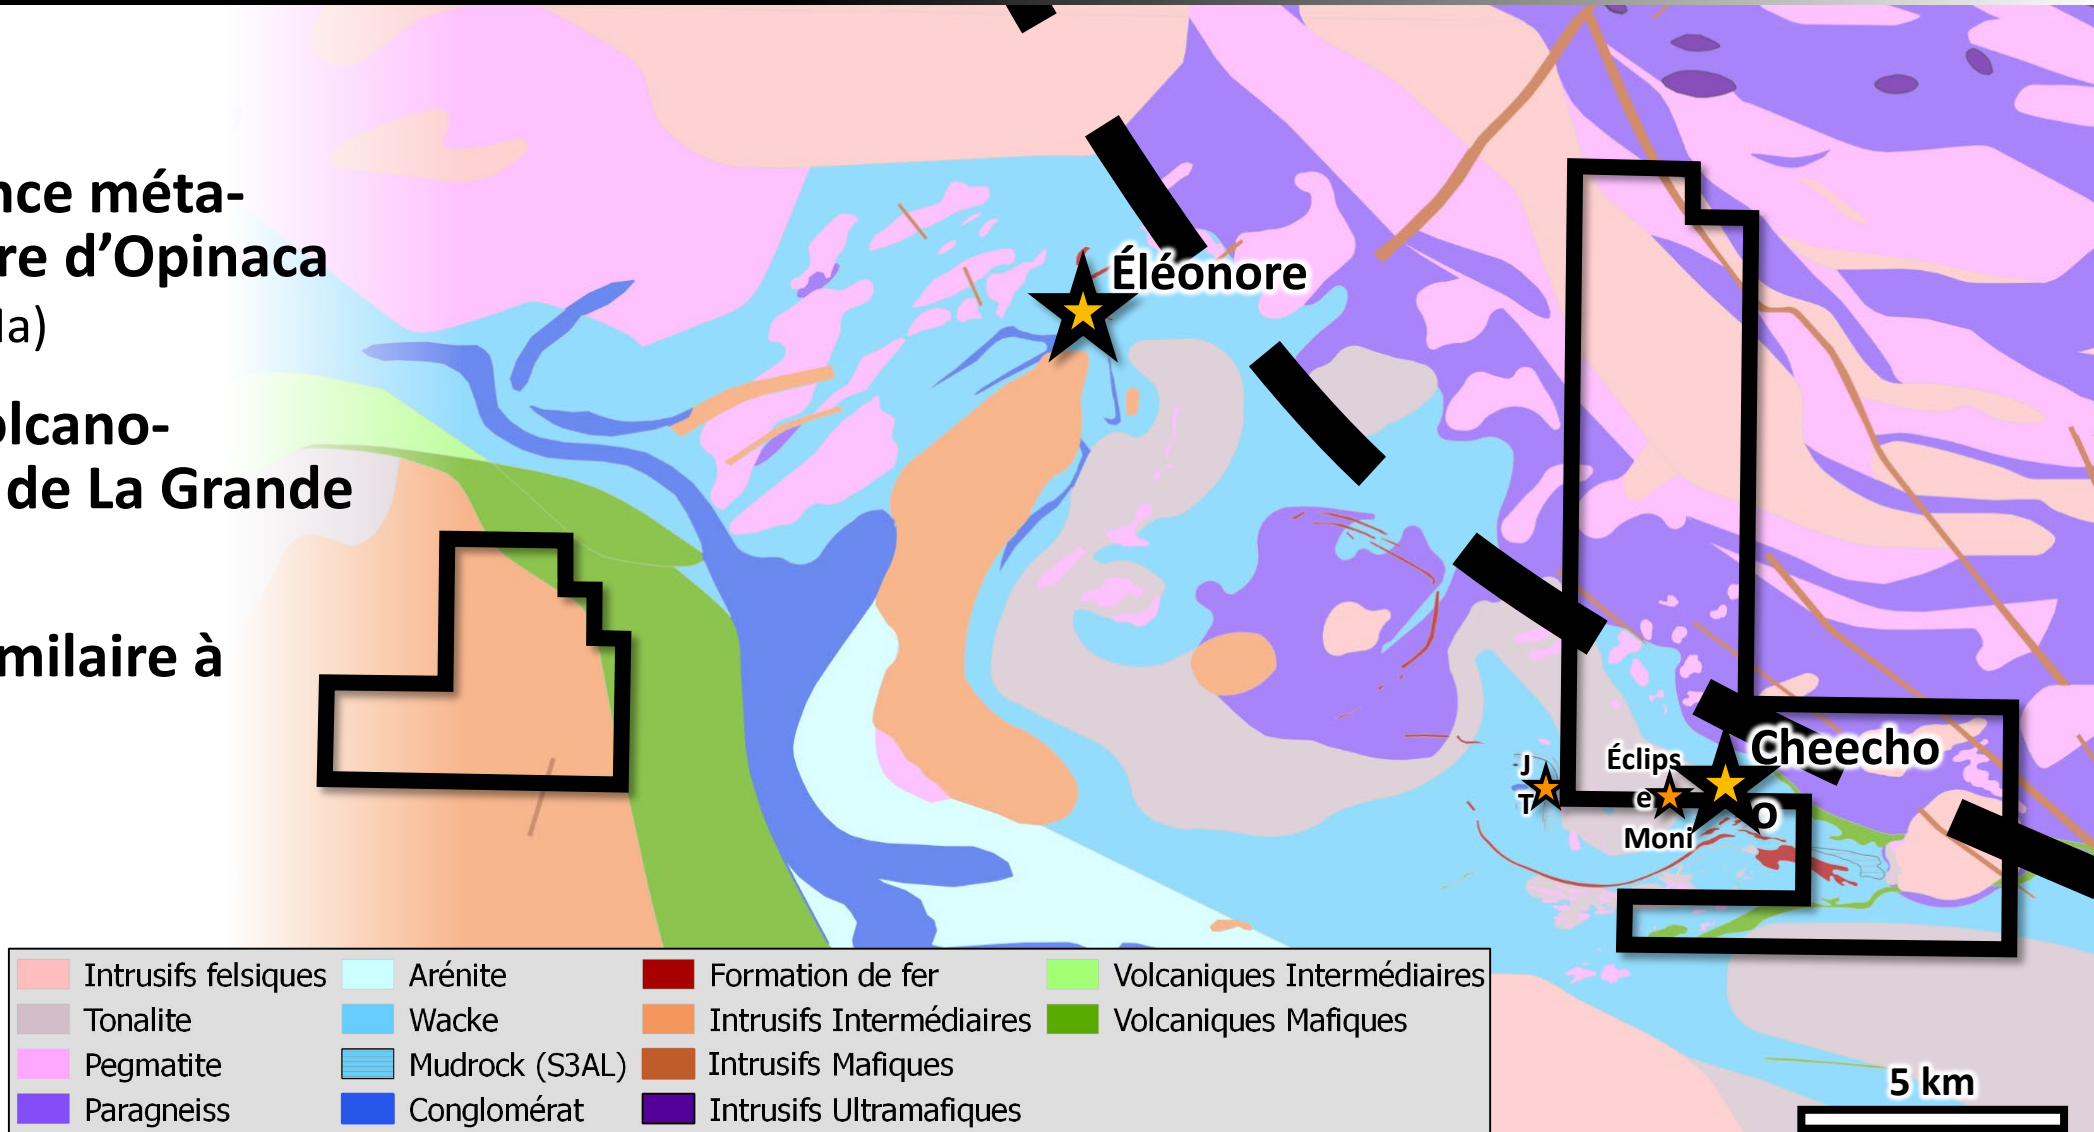 nce méta-
re d'Opinaca
la)
olcano-
de La Grande
milaire à
Éléonore
Cheecho
o
J
T
Éclips
e
Moni
Intrusifs felsiques
Tonalite
Pegmatite
Paragneiss
Arénite
Wacke
Mudrock (S3AL)
Conglomérat
Formation de fer
Intrusifs Intermédiaires
Intrusifs Mafiques
Intrusifs Ultramafiques
Volcaniques Intermédiaires
Volcaniques Mafiques
5 km